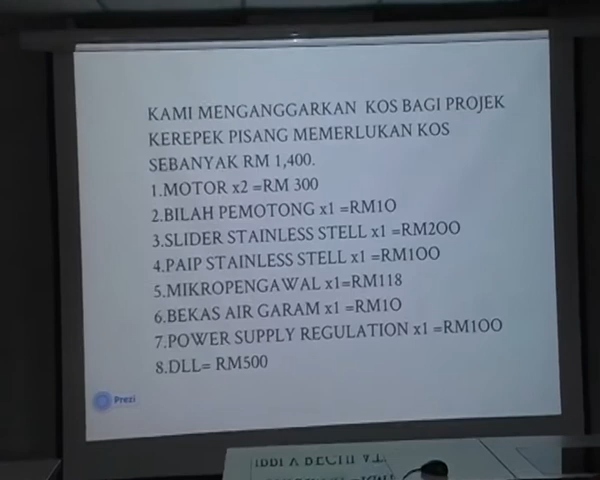 KAMI MENGANGGARKAN KOS BAGI PROJEK
KEREPEK PISANG MEMERLUKAN KOS
SEBANYAK RM 1,400.
1.MOTOR x2 =RM 300
2.BILAH PEMOTONG x1 =RM10
3.SLIDER STAINLESS STELL x1 =RM200
4.PAIP STAINLESS STELL x1 =RM100
5.MIKROPENGAWAL x1=RM118
6.BEKAS AIR GARAM x1 =RM10
7.POWER SUPPLY REGULATION x1 =RM100
8.DLL= RM500
Prezi